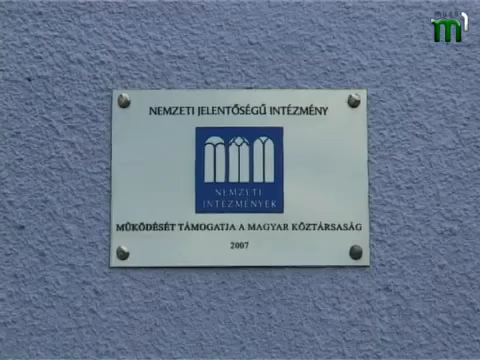 m1
NEMZETI JELENTŐSÉGŰ INTÉZMÉNY
NEMZETI
INTÉZMÉNYEK
MŰKÖDÉSÉT TÁMOGATJA A MAGYAR KÖZTÁRSASÁG
2007